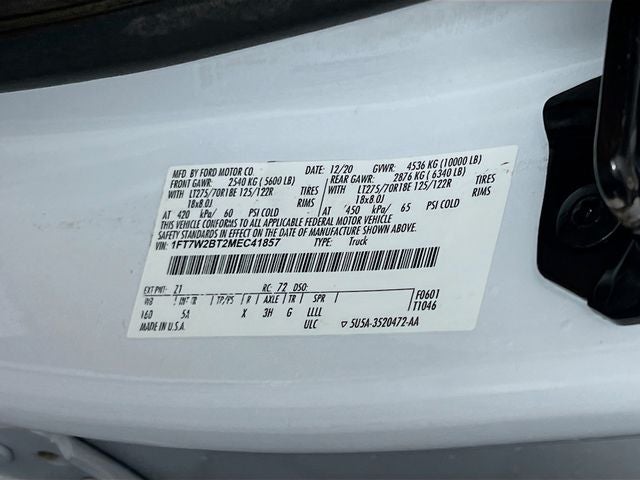 MFD. BY FORD MOTOR CO. DATE: 12/20 GVWR: 4536 KG (10000 LB)
FRONT GAWR: 2540 KG (5600 LB) REAR GAWR: 2876 KG (6340 LB)
WITH LT275/70R18E 125/122R TIRES WITH LT275/70R18E 125/122R TIRES
18x8.0J RIMS 18x8.0J RIMS
AT 420 kPa/ 60 PSI COLD AT 450 kPa/ 65 PSI COLD
THIS VEHICLE CONFORMS TO ALL APPLICABLE FEDERAL MOTOR VEHICLE
SAFETY STANDARDS IN EFFECT ON THE DATE OF MANUFACTURE SHOWN ABOVE.
VIN: 1FT7W2BT2MEC41857 TYPE: Truck
EXT PNT: Z1 RC: 72 DSO: F0601
WB INT TR TP/PS R AXLE TR SPR T1046
160 5A X 3H G LLLL
MADE IN U.S.A. ULC 5U5A-3520472-AA